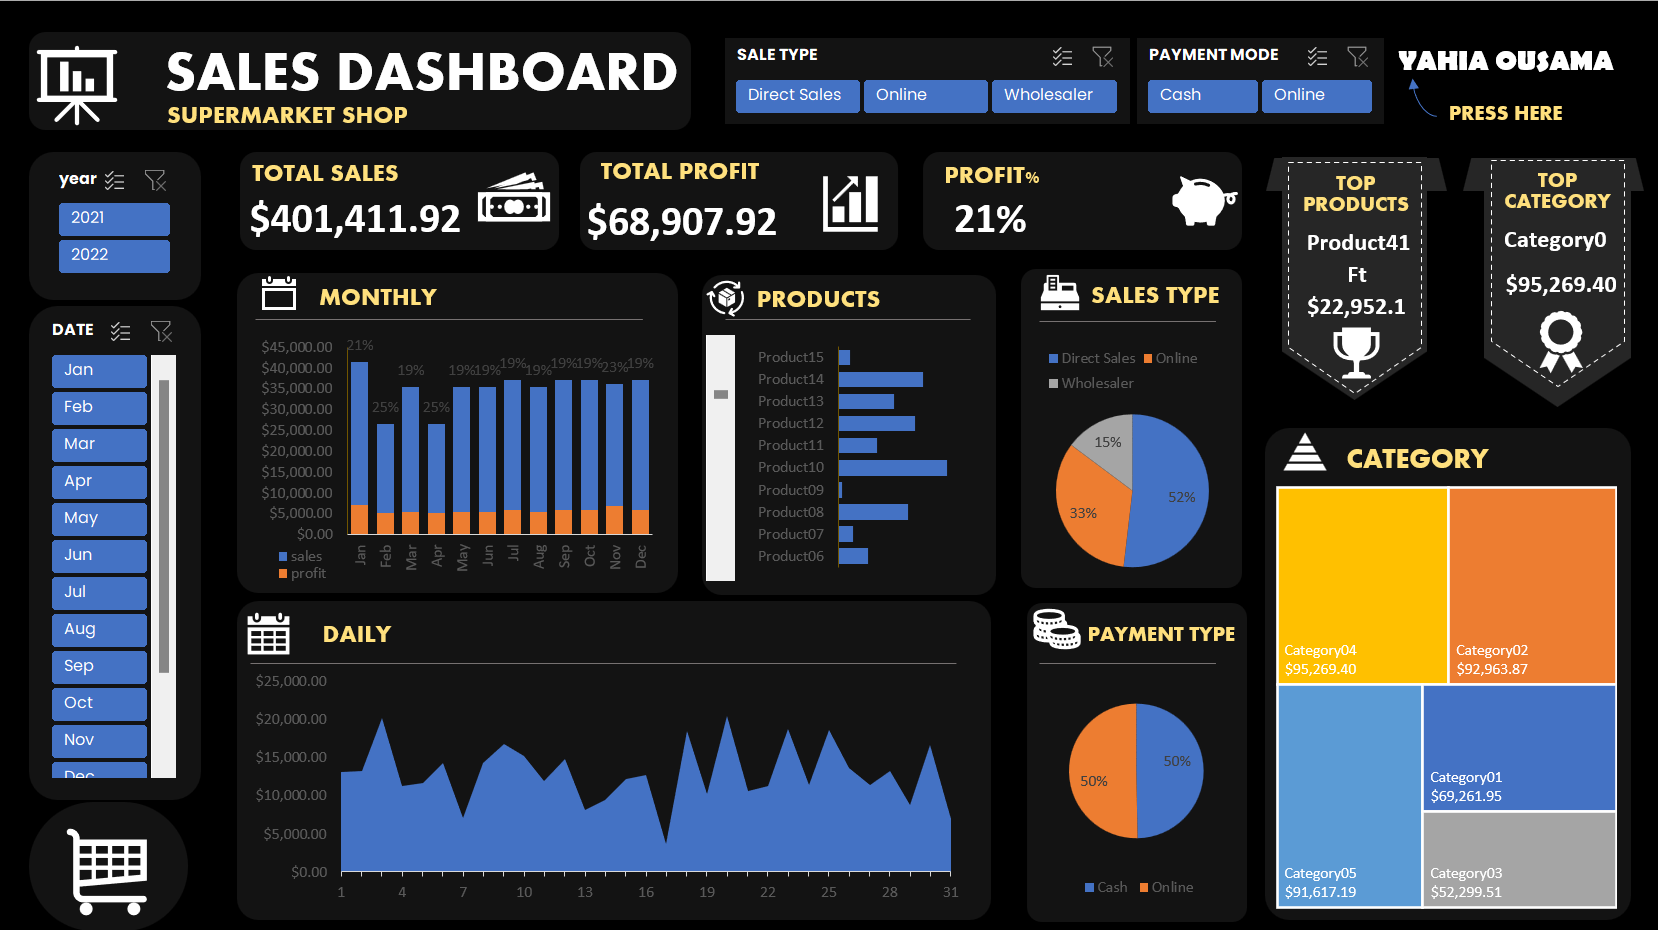 SALES DASHBOARD
SUPERMARKET SHOP
SALE TYPE
Direct Sales
Online
Wholesaler
PAYMENT MODE
Cash
Online
YAHIA OUSAMA
PRESS HERE
year
2021
2022
DATE
Jan
Feb
Mar
Apr
May
Jun
Jul
Aug
Sep
Oct
Nov
Dec
TOTAL SALES
$401,411.92
TOTAL PROFIT
$68,907.92
PROFIT%
21%
TOP
PRODUCTS
Product41
Ft
$22,952.1
TOP
CATEGORY
Category0
$95,269.40
MONTHLY
$45,000.00
$40,000.00
$35,000.00
$30,000.00
$25,000.00
$20,000.00
$15,000.00
$10,000.00
$5,000.00
$0.00
21%
25%
19%
25%
19%
19%
19%
19%
19%
19%
23%
19%
Jan
Feb
Mar
Apr
May
Jun
Jul
Aug
Sep
Oct
Nov
Dec
sales
profit
PRODUCTS
Product15
Product14
Product13
Product12
Product11
Product10
Product09
Product08
Product07
Product06
SALES TYPE
Direct Sales
Online
Wholesaler
15%
52%
33%
CATEGORY
Category04
$95,269.40
Category02
$92,963.87
Category01
$69,261.95
Category05
$91,617.19
Category03
$52,299.51
DAILY
$25,000.00
$20,000.00
$15,000.00
$10,000.00
$5,000.00
$0.00
1
4
7
10
13
16
19
22
25
28
31
PAYMENT TYPE
50%
50%
Cash
Online